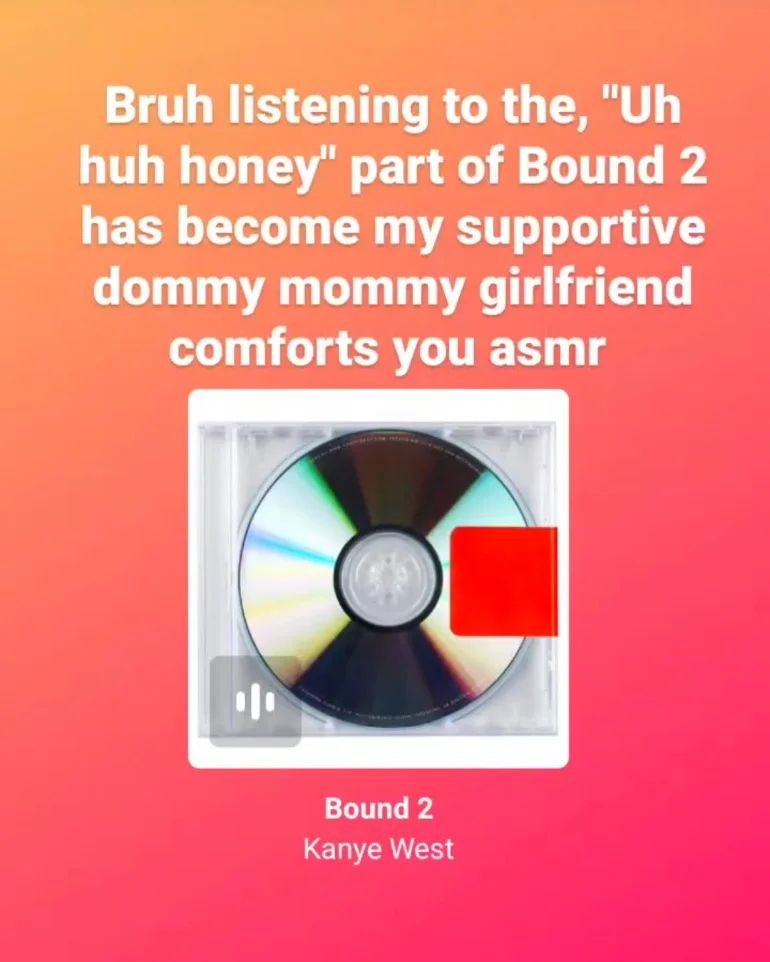 Bruh listening to the, "Uh
huh honey" part of Bound 2
has become my supportive
dommy mommy girlfriend
comforts you asmr
Bound 2
Kanye West